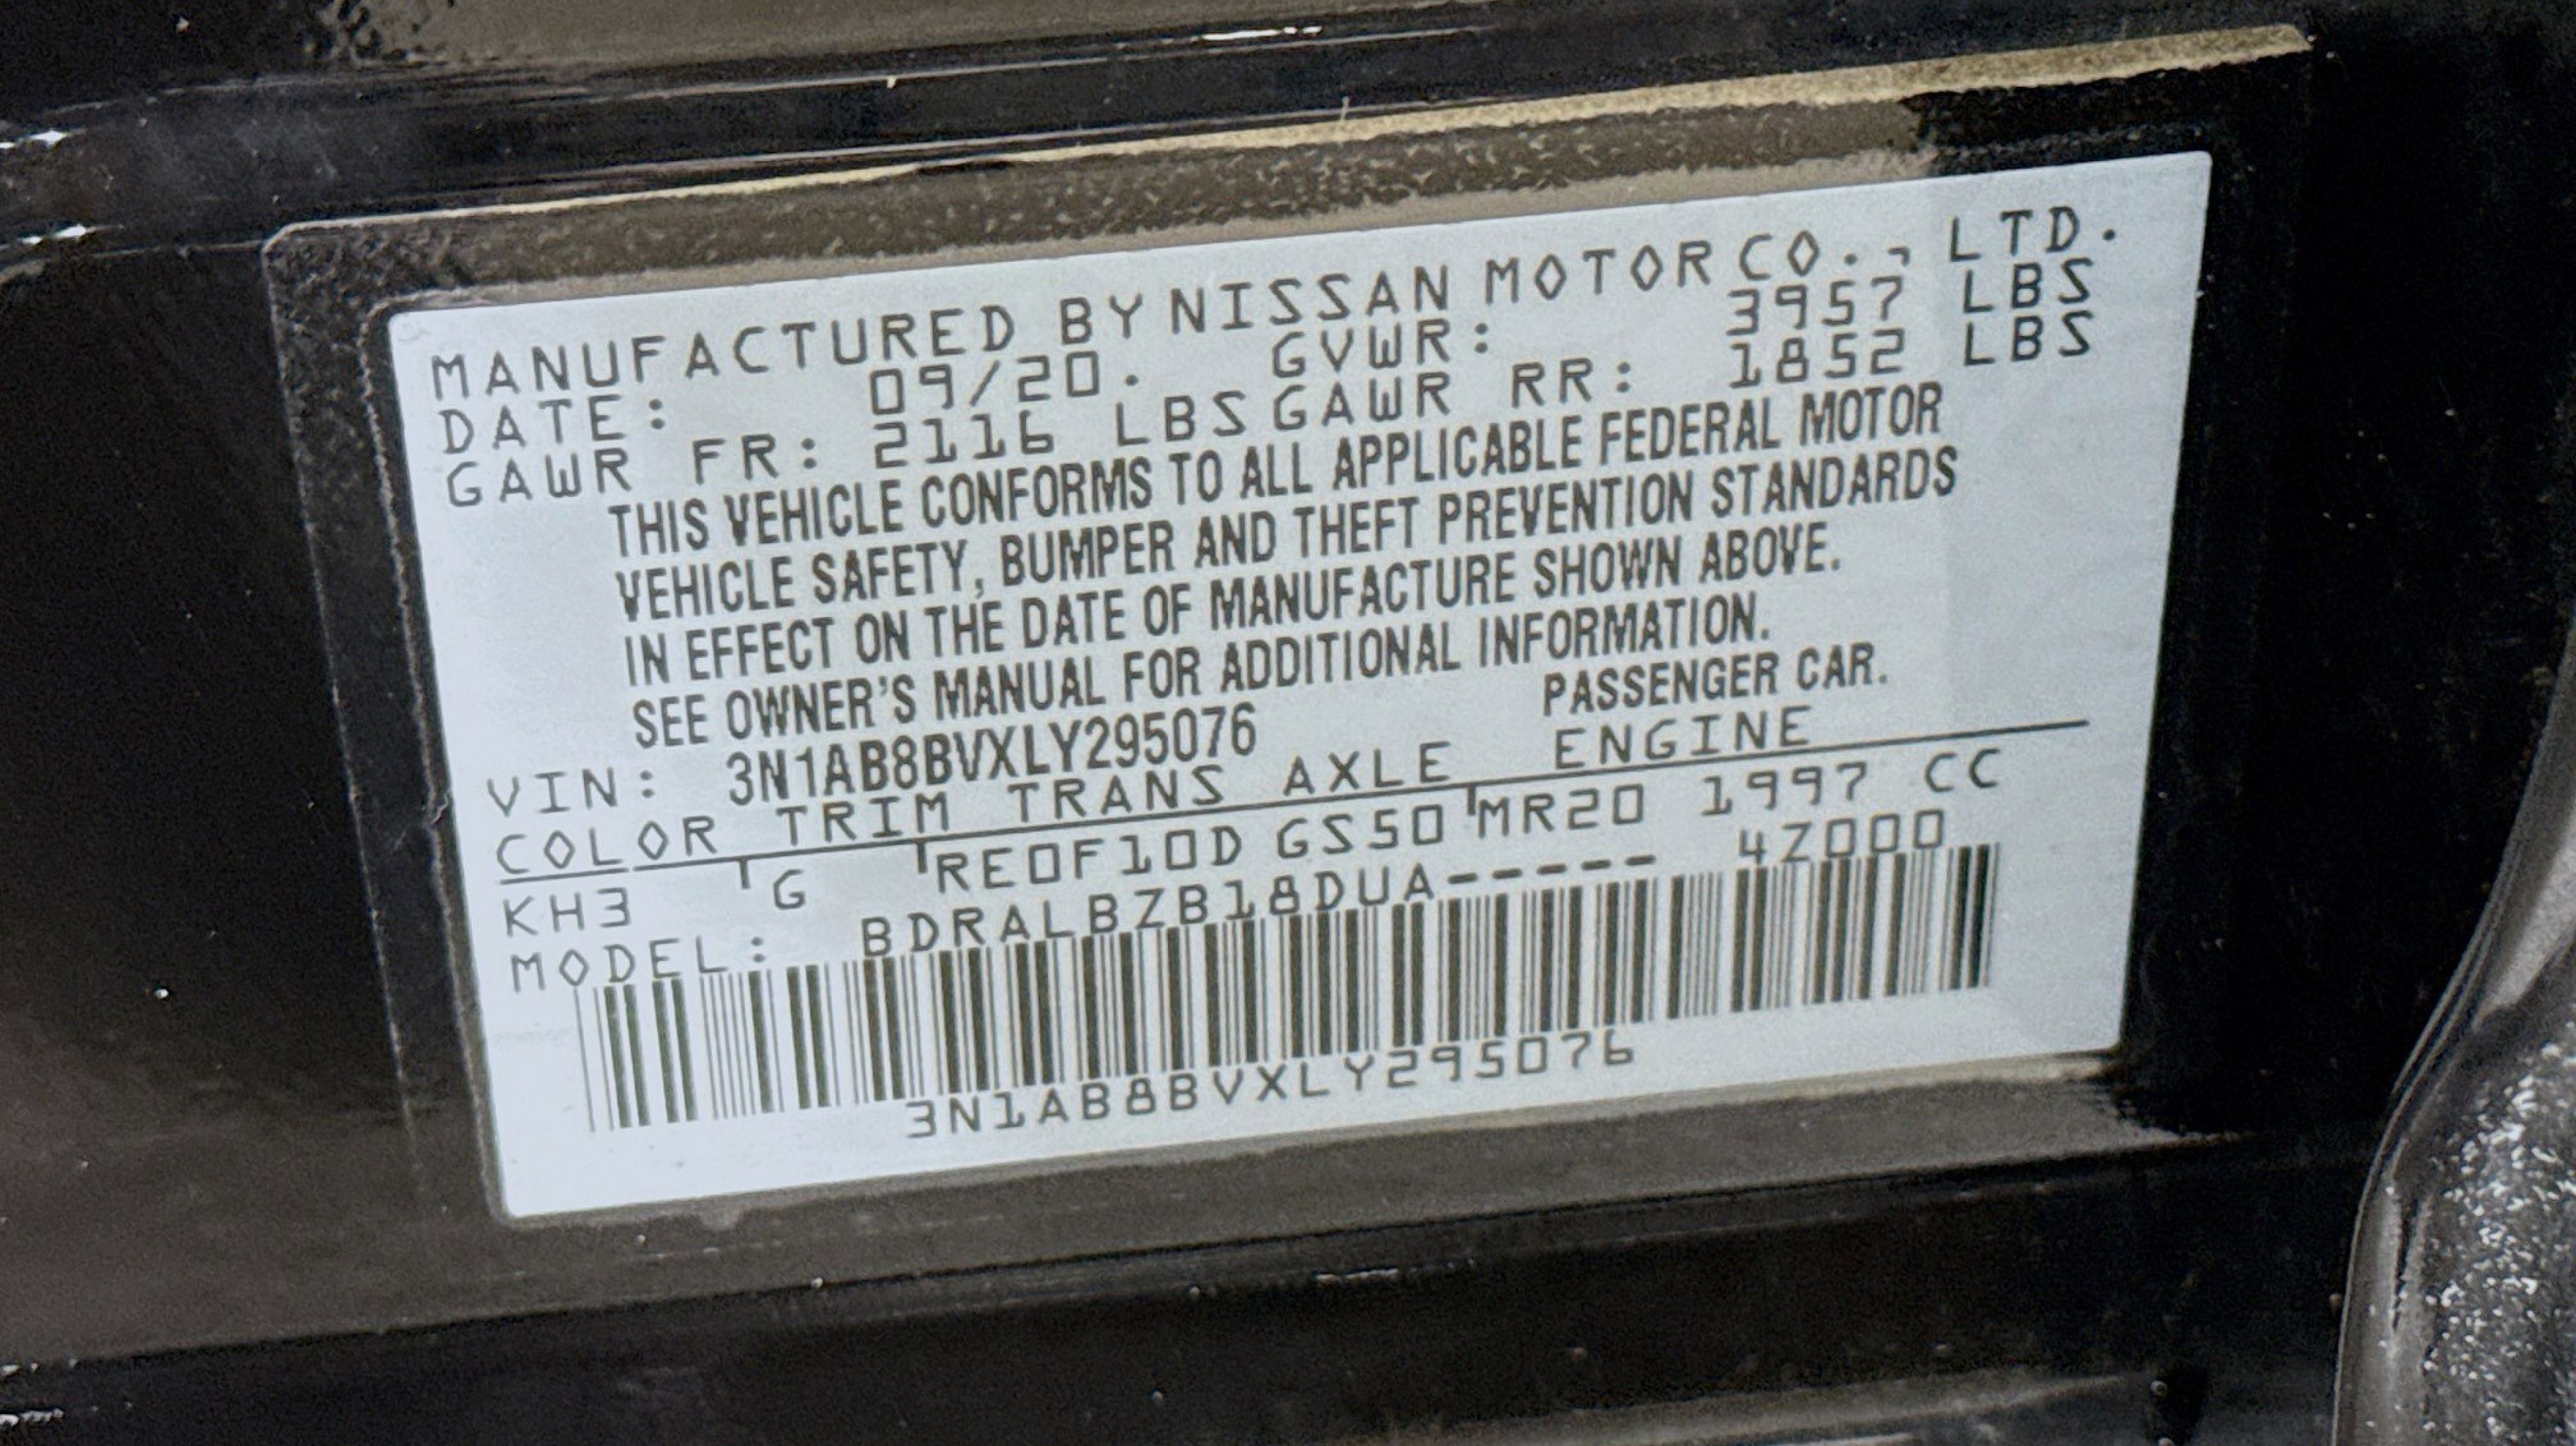 MANUFACTURED BY NISSAN MOTOR CO., LTD.
DATE: 09/20. GVWR: 3957 LBS
GAWR FR: 2116 LBS GAWR RR: 1852 LBS
THIS VEHICLE CONFORMS TO ALL APPLICABLE FEDERAL MOTOR
VEHICLE SAFETY, BUMPER AND THEFT PREVENTION STANDARDS
IN EFFECT ON THE DATE OF MANUFACTURE SHOWN ABOVE.
SEE OWNER'S MANUAL FOR ADDITIONAL INFORMATION.
VIN: 3N1AB8BVXLY295076 PASSENGER CAR.
COLOR TRIM TRANS AXLE ENGINE
KH3 G RE0F10D GS50 MR20 1997 CC
MODEL: BDRALBZB18DUA----- 4Z000
3N1AB8BVXLY295076